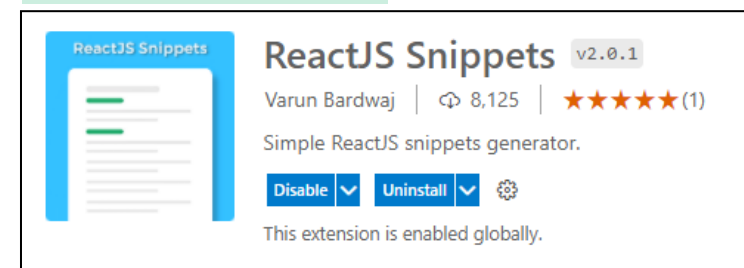 ReactJS Snippets
ReactJS Snippets v2.0.1
Varun Bardwaj | 8,125 | ★★★★★(1)
Simple ReactJS snippets generator.
Disable Uninstall
This extension is enabled globally.